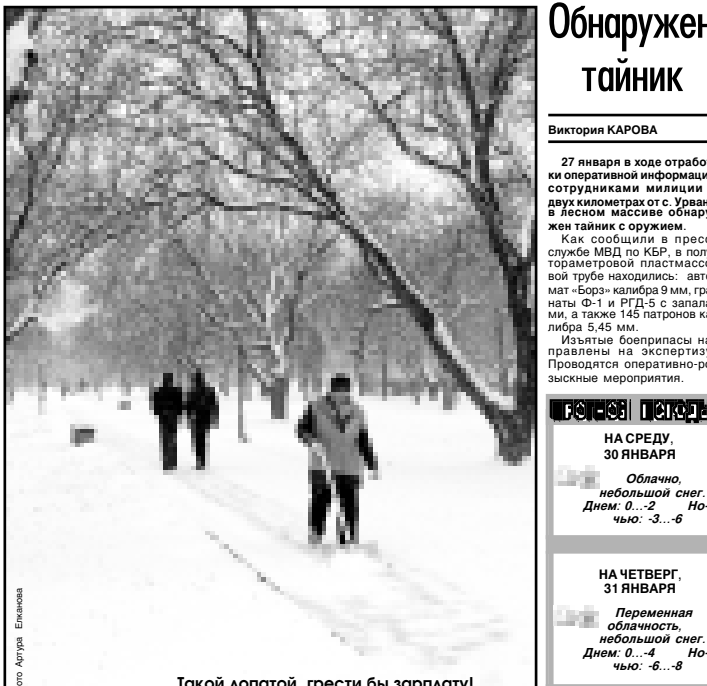 Обнаружен
тайник
Виктория КАРОВА
27 января в ходе отработ
ки оперативной информаци
сотрудниками милиции
двух километрах от с. Урван
в лесном массиве обнару
жен тайник с оружием.
Как сообщили в пресс
службе МВД по КБР, в полу
тораметровой пластмассо
вой трубе находились: авто
мат «Борз» калибра 9 мм, гра
наты Ф-1 и РГД-5 с запала
ми, а также 145 патронов ка
либра 5,45 мм.
Изъятые боеприпасы на
правлены на экспертизу
Проводятся оперативно-ро
зыскные мероприятия.
НА СРЕДУ,
30 ЯНВАРЯ
Облачно,
небольшой снег.
Днем: 0...-2 Но-
чью: -3...-6
НА ЧЕТВЕРГ,
31 ЯНВАРЯ
Переменная
облачность,
небольшой снег.
Днем: 0...-4 Но-
чью: -6...-8
ото Артура Елканова
Такой лопатой, грести бы зарплату!